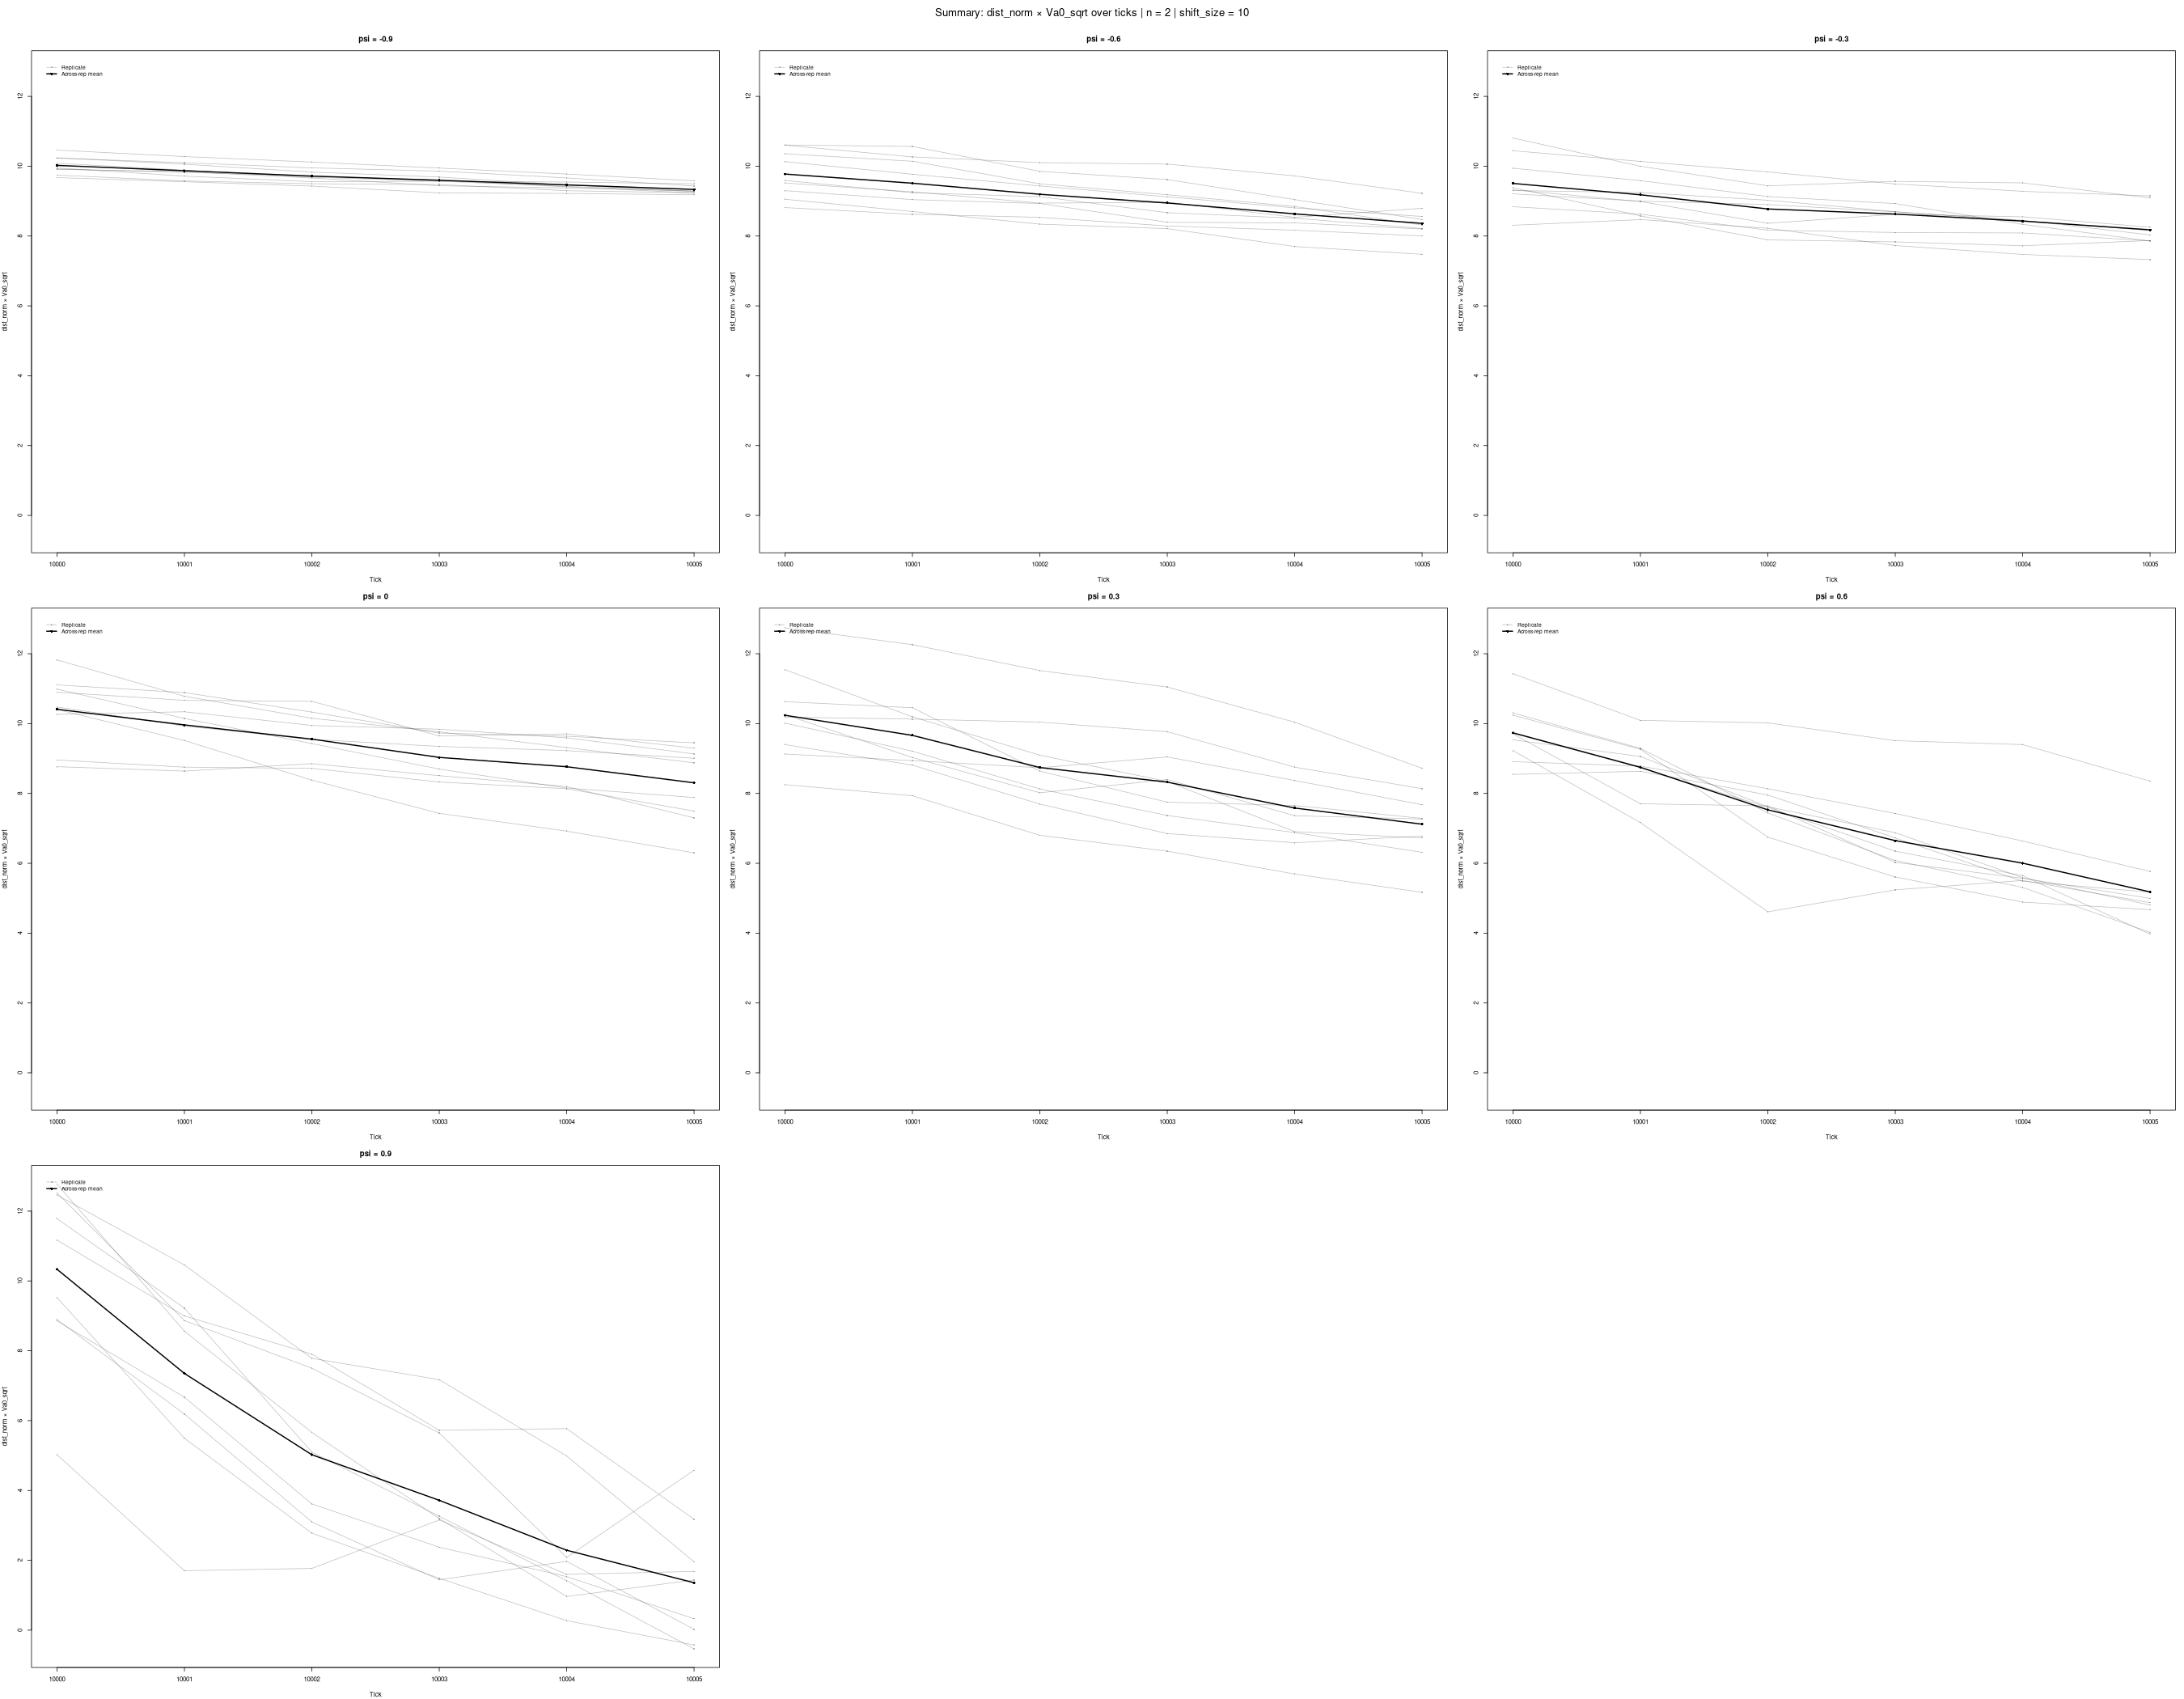 Summary: dist_norm × Va0_sqrt over ticks | n = 2 | shift_size = 10
psi = -0.9
Replicate
Across-rep mean
12
10
8
6
4
2
0
dist_norm × Va0_sqrt
10000 10001 10002 10003 10004 10005
Tick
psi = -0.6
Replicate
Across-rep mean
12
10
8
6
4
2
0
dist_norm × Va0_sqrt
10000 10001 10002 10003 10004 10005
Tick
psi = -0.3
Replicate
Across-rep mean
12
10
8
6
4
2
0
dist_norm × Va0_sqrt
10000 10001 10002 10003 10004 10005
Tick
psi = 0
Replicate
Across-rep mean
12
10
8
6
4
2
0
dist_norm × Va0_sqrt
10000 10001 10002 10003 10004 10005
Tick
psi = 0.3
Replicate
Across-rep mean
12
10
8
6
4
2
0
dist_norm × Va0_sqrt
10000 10001 10002 10003 10004 10005
Tick
psi = 0.6
Replicate
Across-rep mean
12
10
8
6
4
2
0
dist_norm × Va0_sqrt
10000 10001 10002 10003 10004 10005
Tick
psi = 0.9
Replicate
Across-rep mean
12
10
8
6
4
2
0
dist_norm × Va0_sqrt
10000 10001 10002 10003 10004 10005
Tick